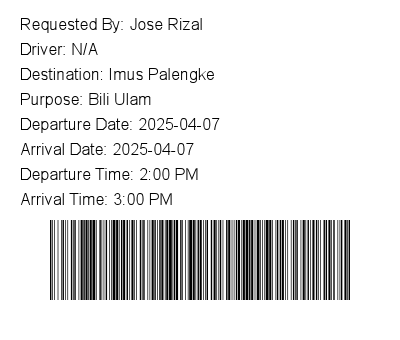 Requested By: Jose Rizal
Driver: N/A
Destination: Imus Palengke
Purpose: Bili Ulam
Departure Date: 2025-04-07
Arrival Date: 2025-04-07
Departure Time: 2:00 PM
Arrival Time: 3:00 PM